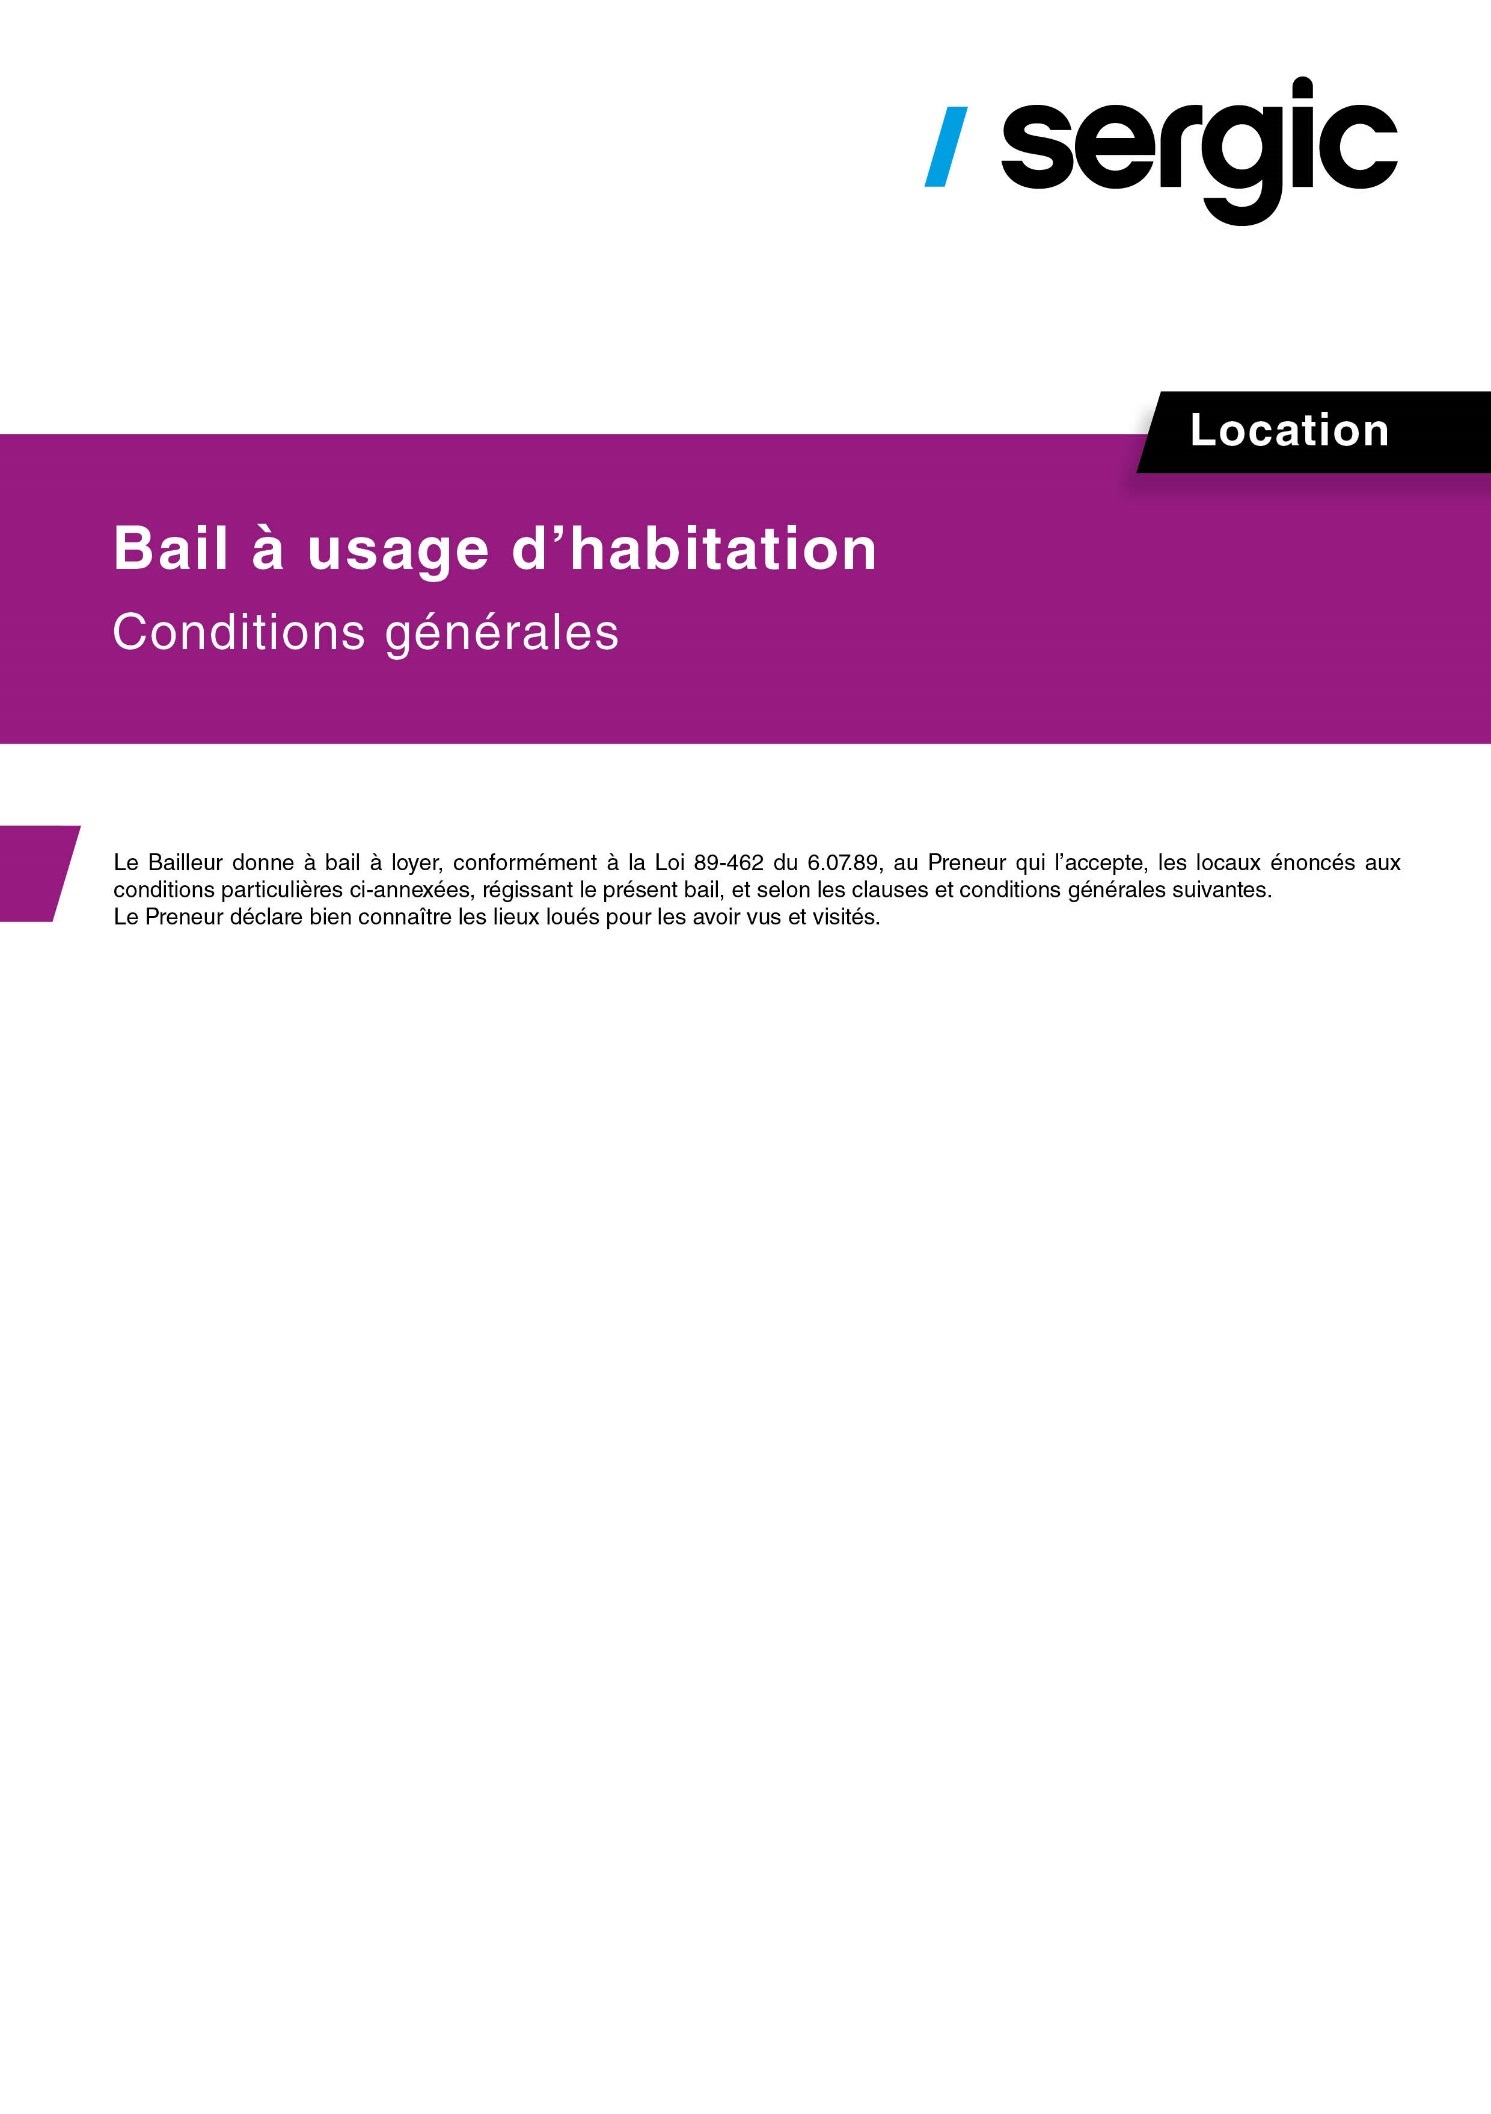 sergic
Location
Bail à usage d’habitation
Conditions générales
Le Bailleur donne à bail à loyer, conformément à la Loi 89-462 du 6.07.89, au Preneur qui l’accepte, les locaux énoncés aux
conditions particulières ci-annexées, régissant le présent bail, et selon les clauses et conditions générales suivantes.
Le Preneur déclare bien connaître les lieux loués pour les avoir vus et visités.